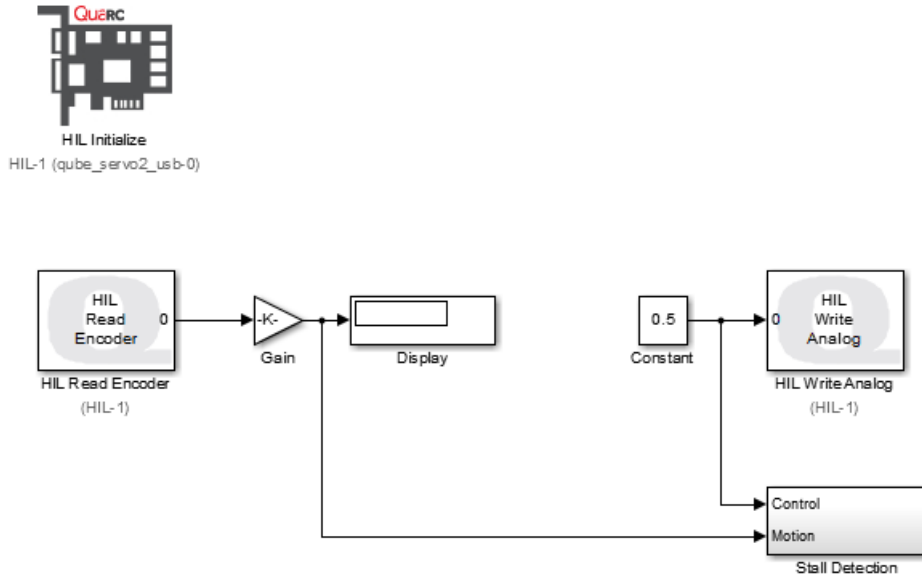 QUARC
HIL Initialize
HIL-1 (qube_servo2_usb-0)
HIL
Read
Encoder
0
HIL Read Encoder
(HIL-1)
-K-
Gain
Display
0.5
Constant
0
HIL
Write
Analog
HIL Write Analog
(HIL-1)
Control
Motion
Stall Detection